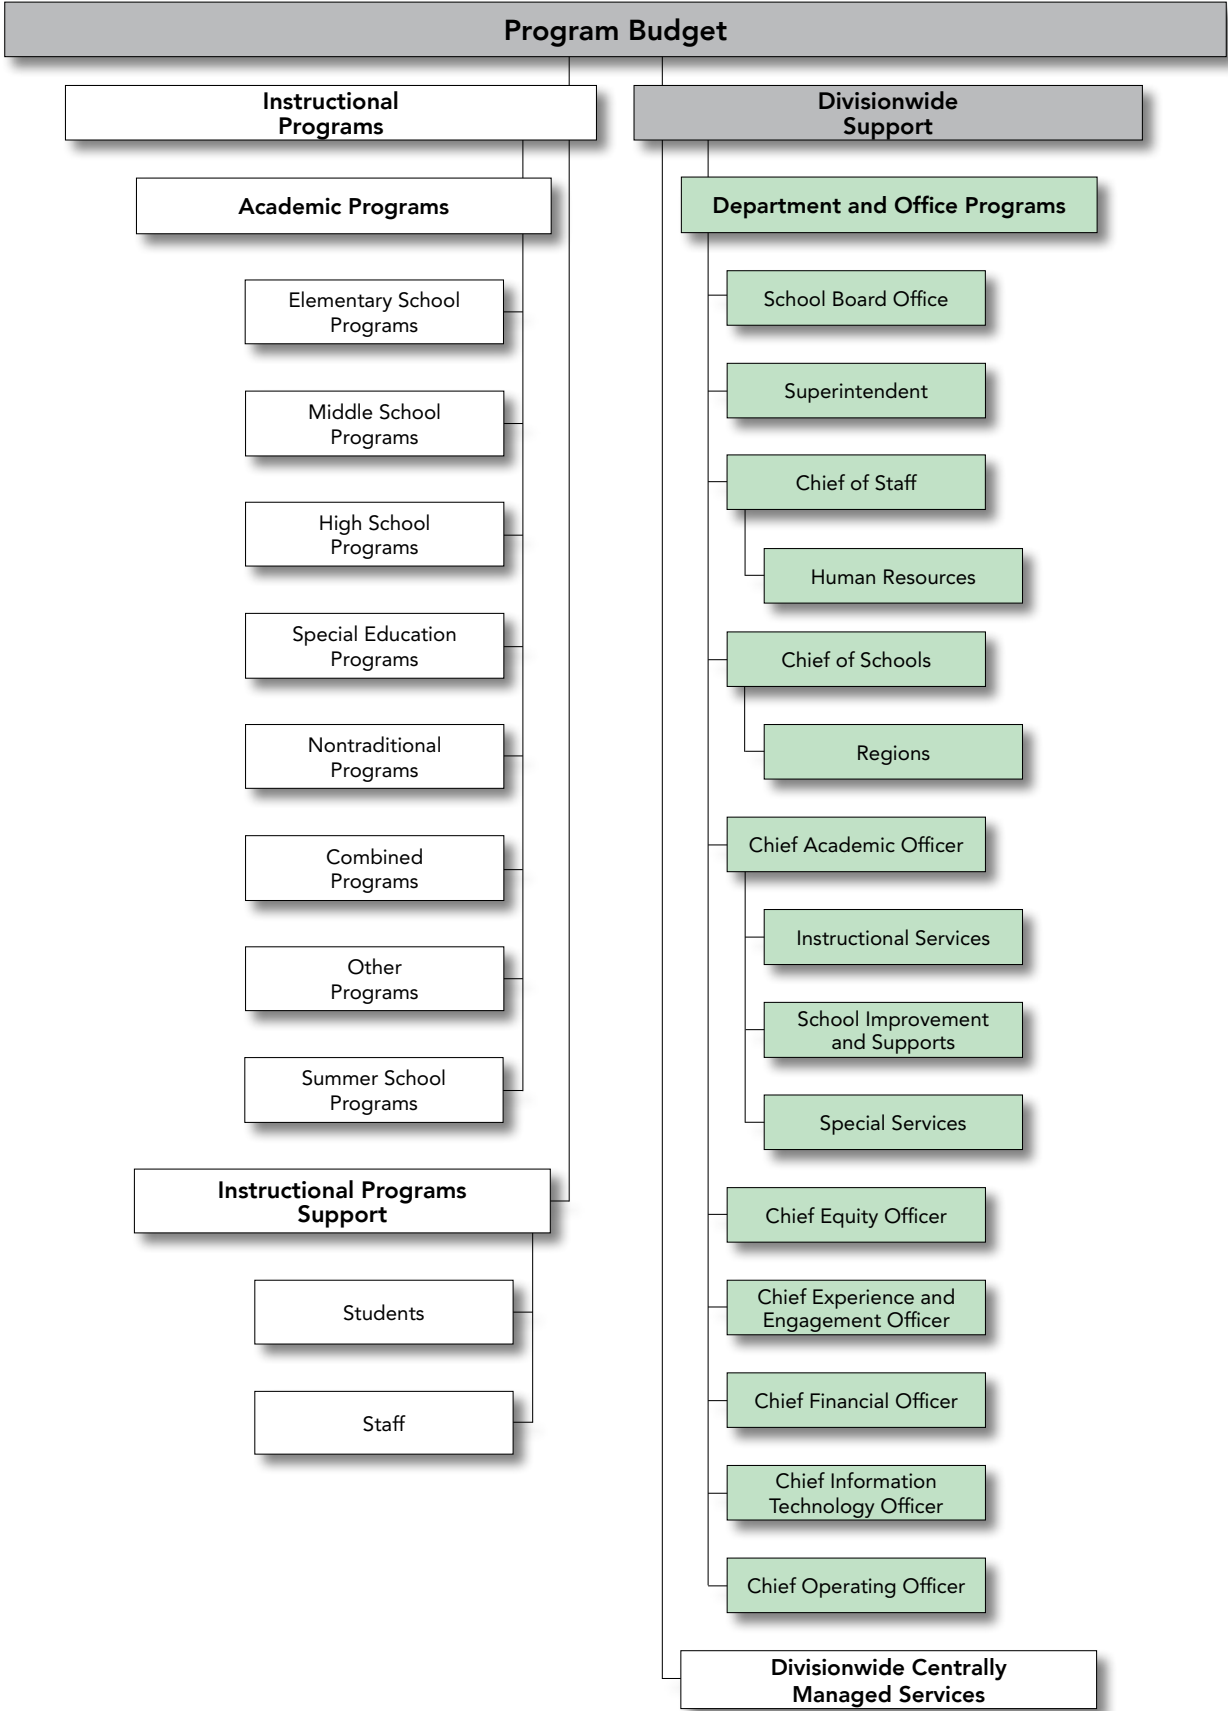 Program Budget
Instructional
Programs
Academic Programs
Elementary School
Programs
Middle School
Programs
High School
Programs
Special Education
Programs
Nontraditional
Programs
Combined
Programs
Other
Programs
Summer School
Programs
Instructional Programs
Support
Students
Staff
Divisionwide
Support
Department and Office Programs
School Board Office
Superintendent
Chief of Staff
Human Resources
Chief of Schools
Regions
Chief Academic Officer
Instructional Services
School Improvement
and Supports
Special Services
Chief Equity Officer
Chief Experience and
Engagement Officer
Chief Financial Officer
Chief Information
Technology Officer
Chief Operating Officer
Divisionwide Centrally
Managed Services